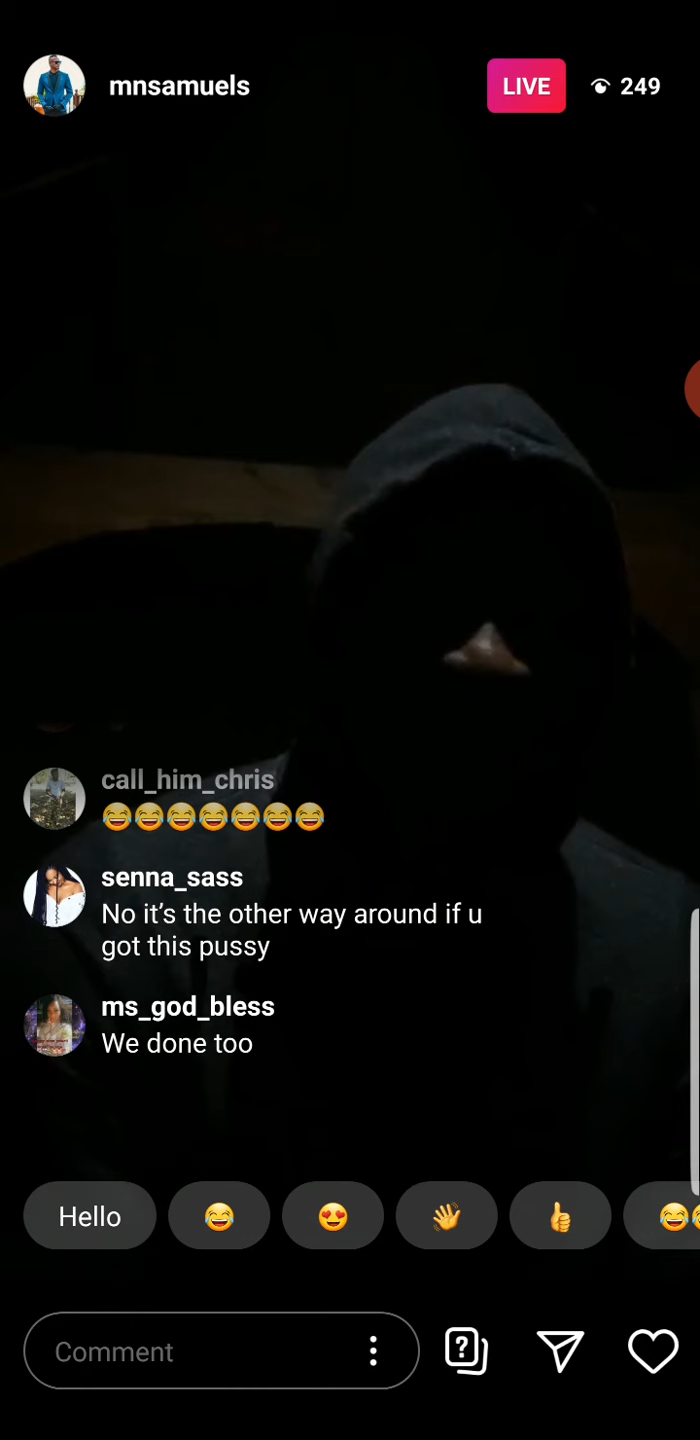 mnsamuels
LIVE
249
call_him_chris
😂😂😂😂😂😂😂
senna_sass
No it’s the other way around if u
got this pussy
ms_god_bless
We done too
Hello
Comment